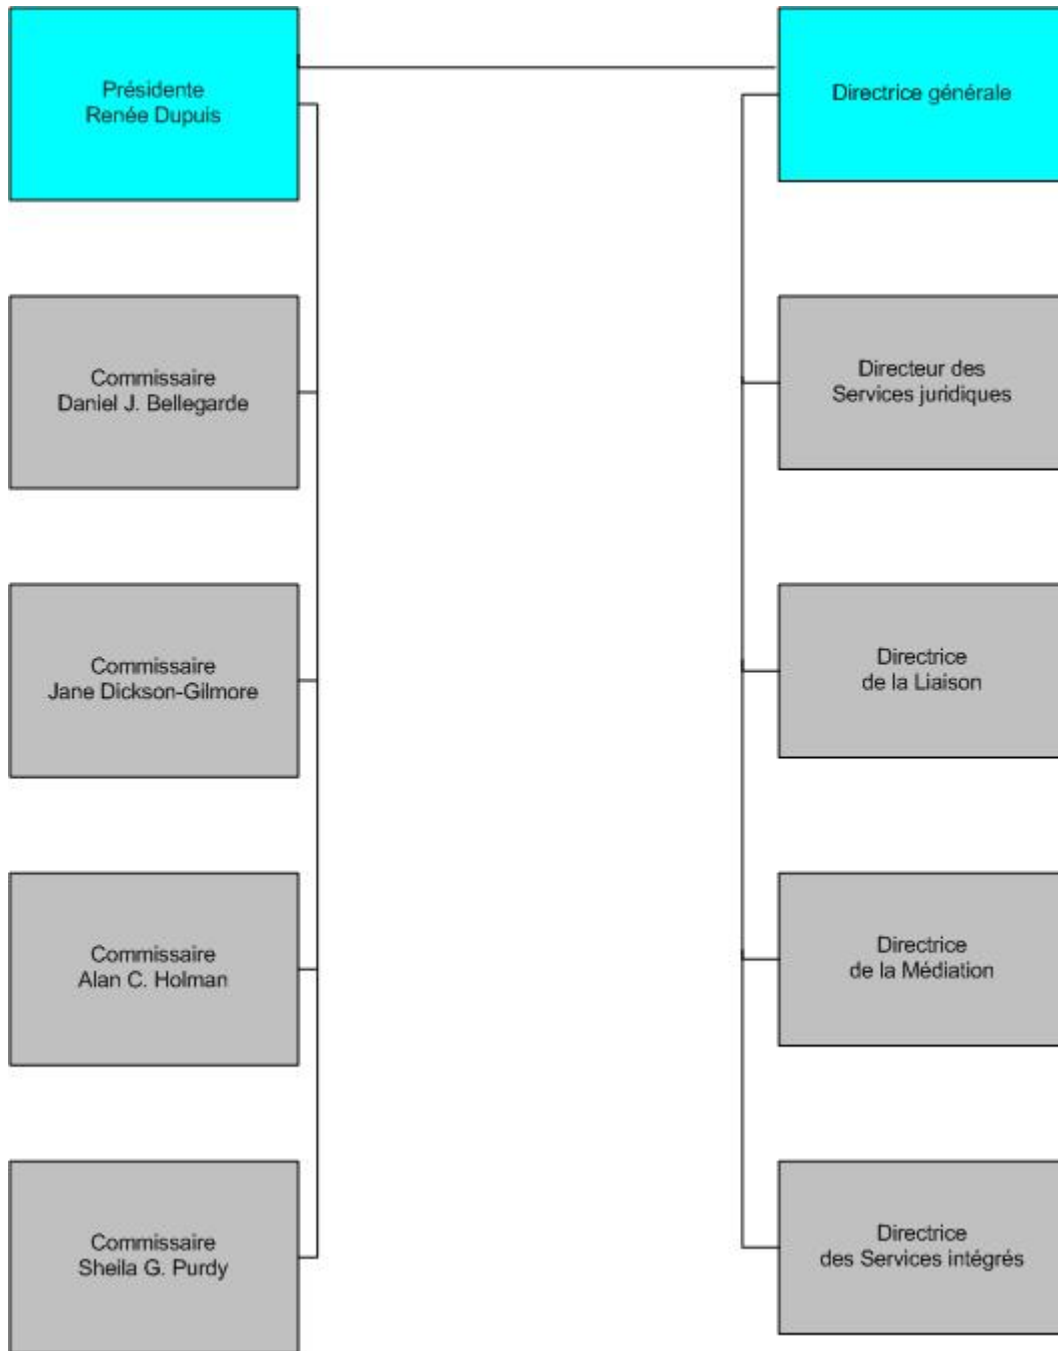 Présidente
Renée Dupuis
Directrice générale
Commissaire
Daniel J. Bellegarde
Directeur des
Services juridiques
Commissaire
Jane Dickson-Gilmore
Directrice
de la Liaison
Commissaire
Alan C. Holman
Directrice
de la Médiation
Commissaire
Sheila G. Purdy
Directrice
des Services intégrés